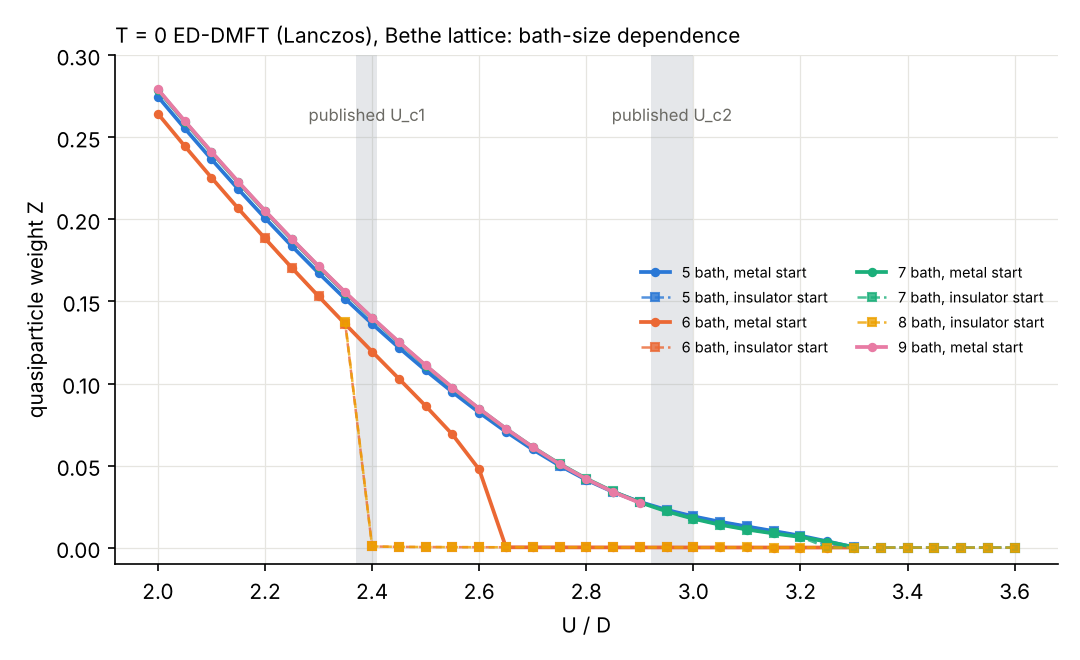 T = 0 ED-DMFT (Lanczos), Bethe lattice: bath-size dependence
0.30
0.25
0.20
0.15
0.10
0.05
0.00
quasiparticle weight Z
published U_c1
published U_c2
5 bath, metal start
5 bath, insulator start
6 bath, metal start
6 bath, insulator start
7 bath, metal start
7 bath, insulator start
8 bath, insulator start
9 bath, metal start
2.0 2.2 2.4 2.6 2.8 3.0 3.2 3.4 3.6
U / D